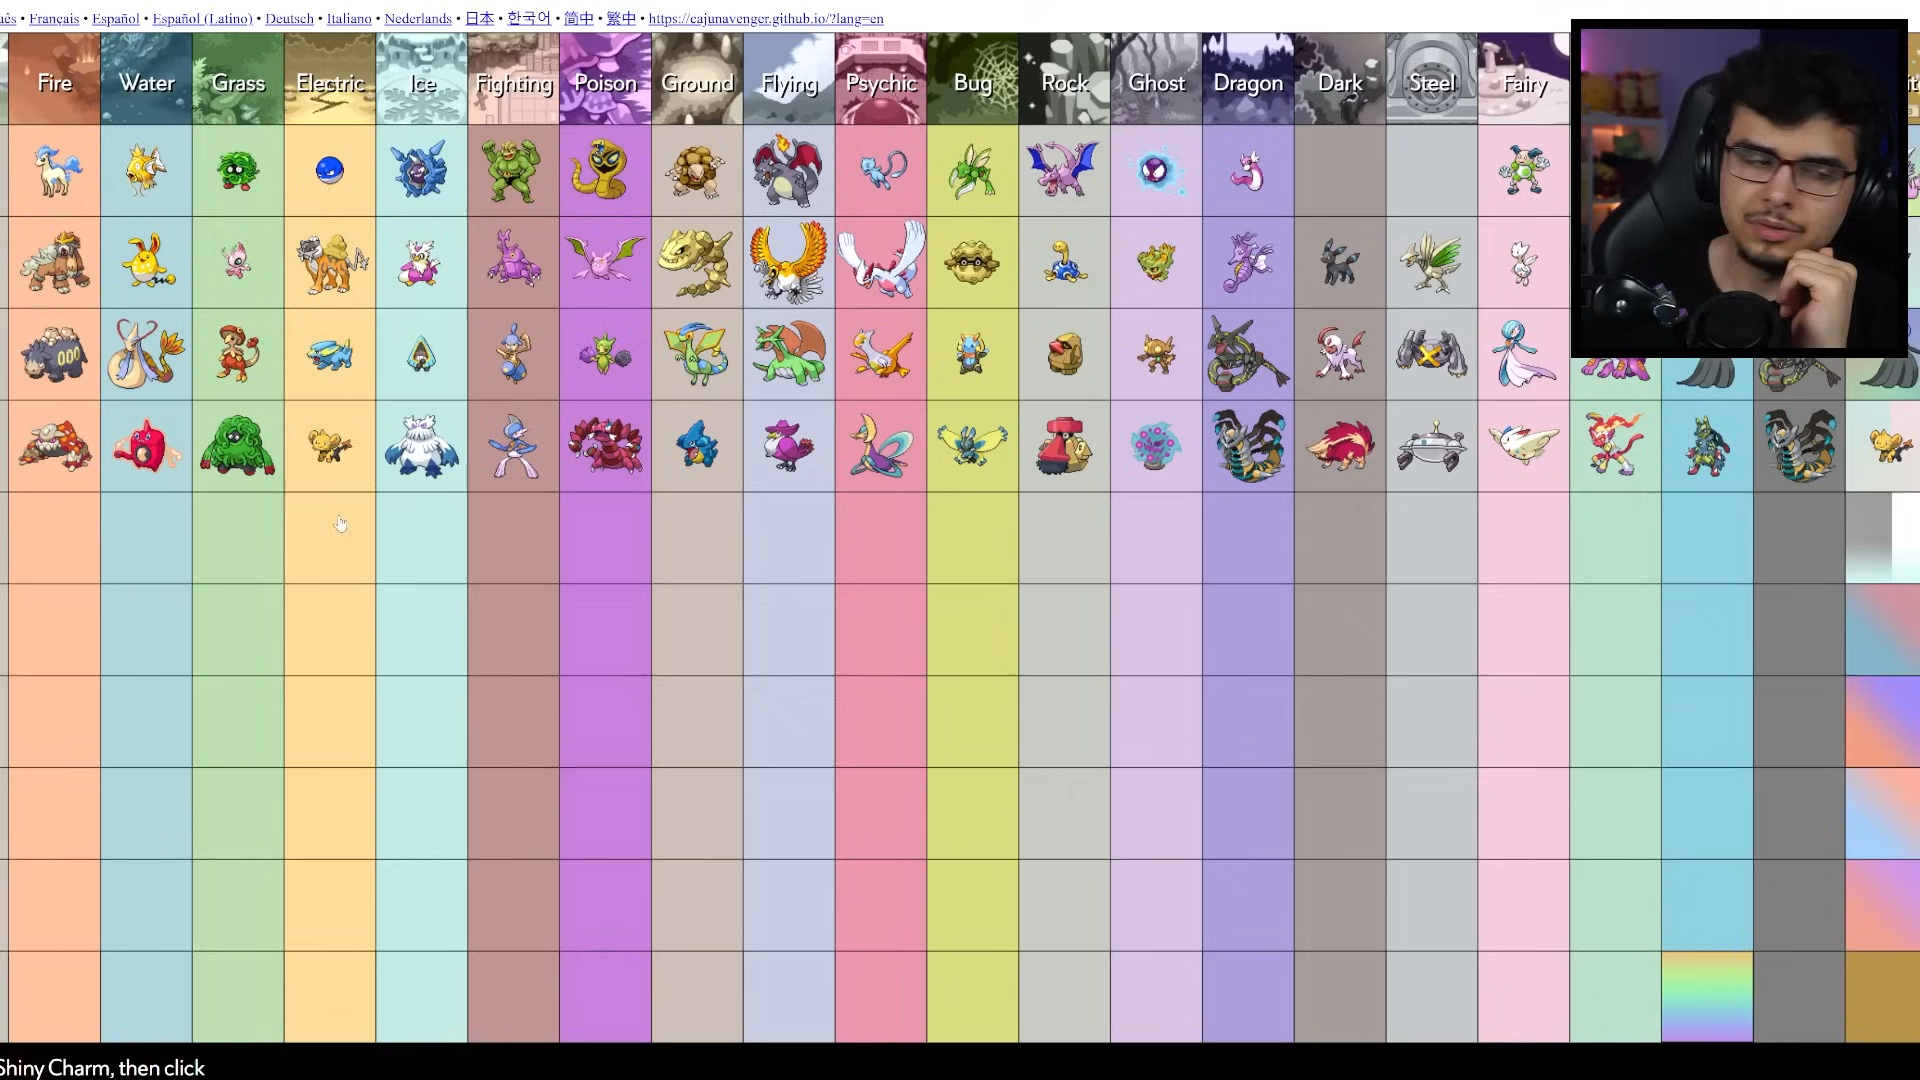 ês • Français • Español • Español (Latino) • Deutsch • Italiano • Nederlands • 日本 • 한국어 • 简中 • 繁中 • https://cajunavenger.github.io/?lang=en
Fire Water Grass Electric Ice Fighting Poison Ground Flying Psychic Bug Rock Ghost Dragon Dark Steel Fairy
Shiny Charm, then click